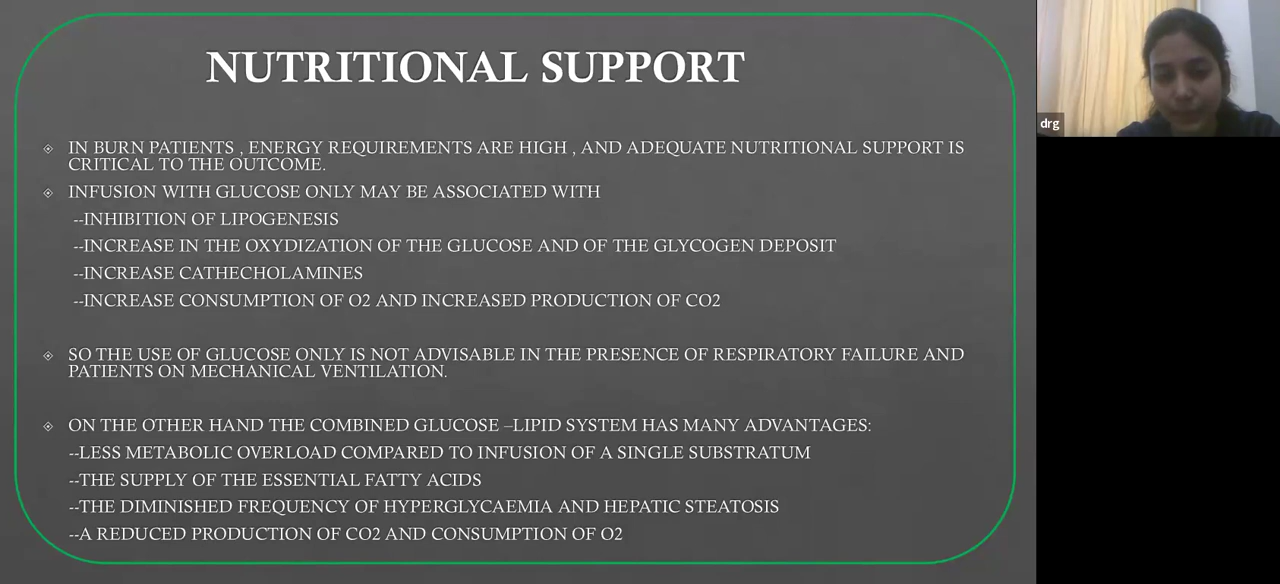 NUTRITIONAL SUPPORT
IN BURN PATIENTS , ENERGY REQUIREMENTS ARE HIGH , AND ADEQUATE NUTRITIONAL SUPPORT IS
CRITICAL TO THE OUTCOME.
INFUSION WITH GLUCOSE ONLY MAY BE ASSOCIATED WITH
--INHIBITION OF LIPOGENESIS
--INCREASE IN THE OXYDIZATION OF THE GLUCOSE AND OF THE GLYCOGEN DEPOSIT
--INCREASE CATHECHOLAMINES
--INCREASE CONSUMPTION OF O2 AND INCREASED PRODUCTION OF CO2
SO THE USE OF GLUCOSE ONLY IS NOT ADVISABLE IN THE PRESENCE OF RESPIRATORY FAILURE AND
PATIENTS ON MECHANICAL VENTILATION.
ON THE OTHER HAND THE COMBINED GLUCOSE –LIPID SYSTEM HAS MANY ADVANTAGES:
--LESS METABOLIC OVERLOAD COMPARED TO INFUSION OF A SINGLE SUBSTRATUM
--THE SUPPLY OF THE ESSENTIAL FATTY ACIDS
--THE DIMINISHED FREQUENCY OF HYPERGLYCAEMIA AND HEPATIC STEATOSIS
--A REDUCED PRODUCTION OF CO2 AND CONSUMPTION OF O2
drg